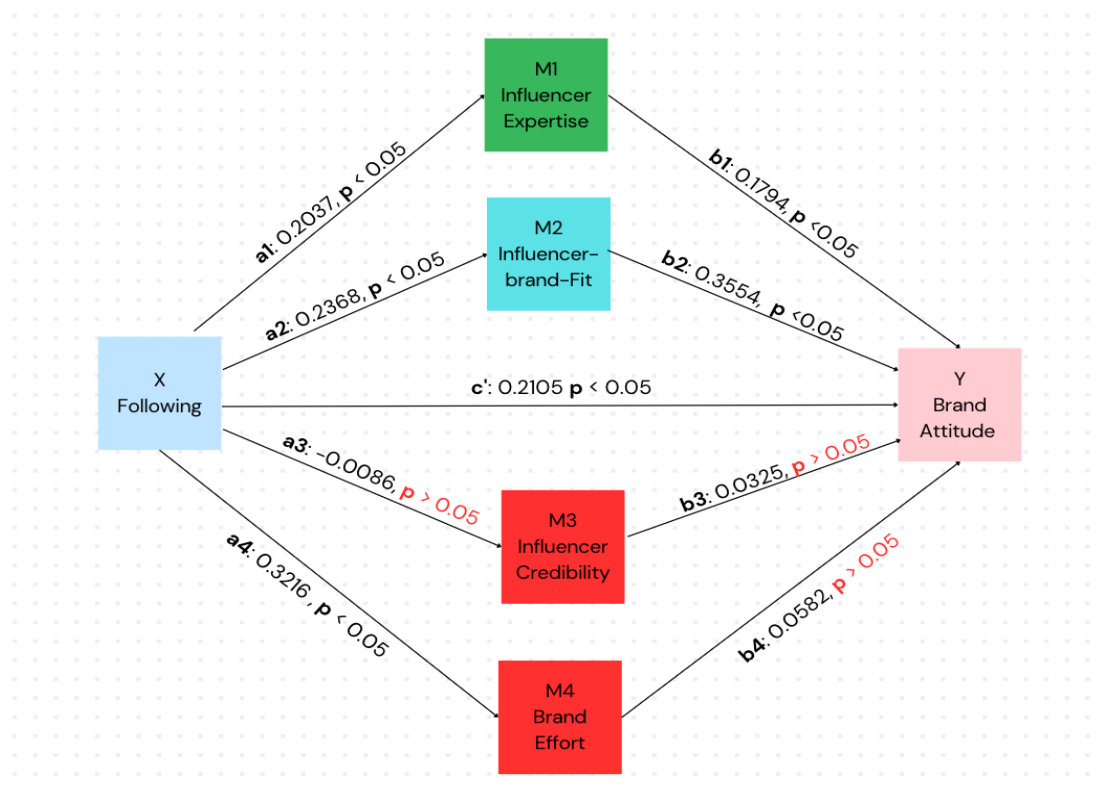 M1
Influencer
Expertise
a1: 0.2037, p < 0.05
b1: 0.1794, p <0.05
M2
Influencer-
brand-Fit
a2: 0.2368, p < 0.05
b2: 0.3554, p <0.05
X
Following
c': 0.2105 p < 0.05
Y
Brand
Attitude
a3: -0.0086, p > 0.05
b3: 0.0325, p > 0.05
M3
Influencer
Credibility
a4: 0.3216 , p < 0.05
b4: 0.0582, p > 0.05
M4
Brand
Effort